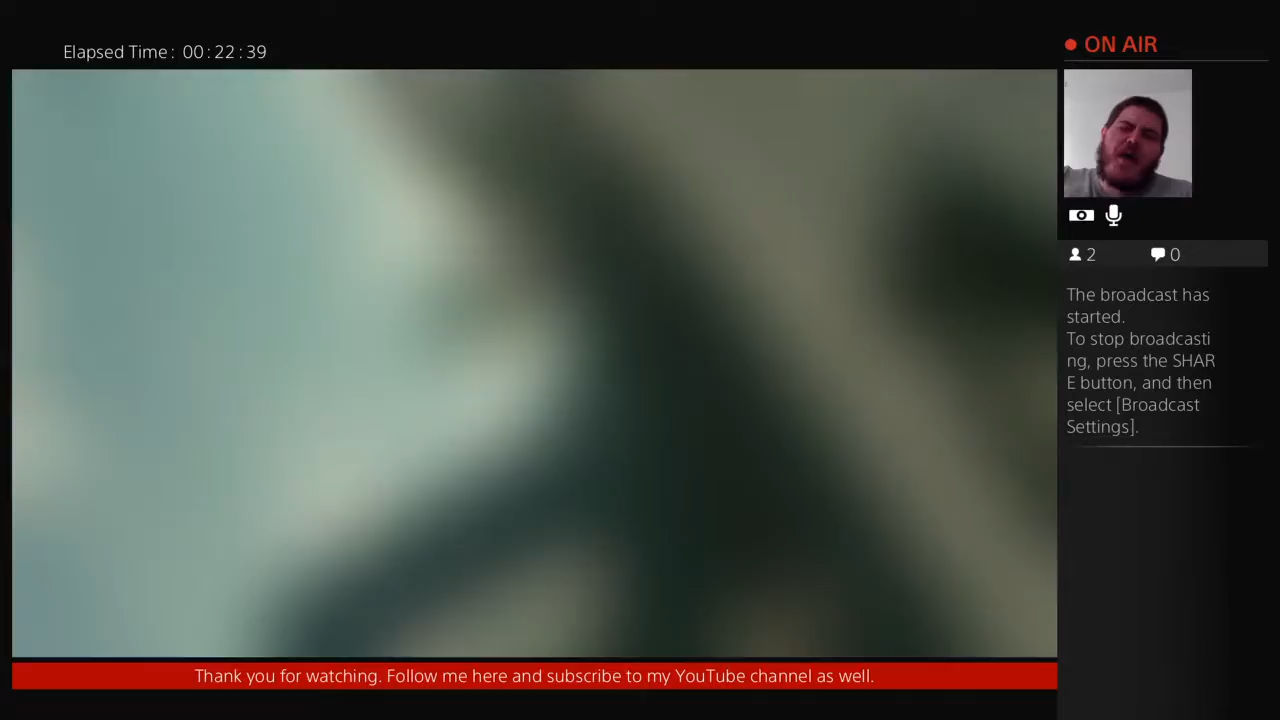 Elapsed Time: 00:22:39
ON AIR
2 0
The broadcast has
started.
To stop broadcasti
ng, press the SHAR
E button, and then
select [Broadcast
Settings].
Thank you for watching. Follow me here and subscribe to my YouTube channel as well.